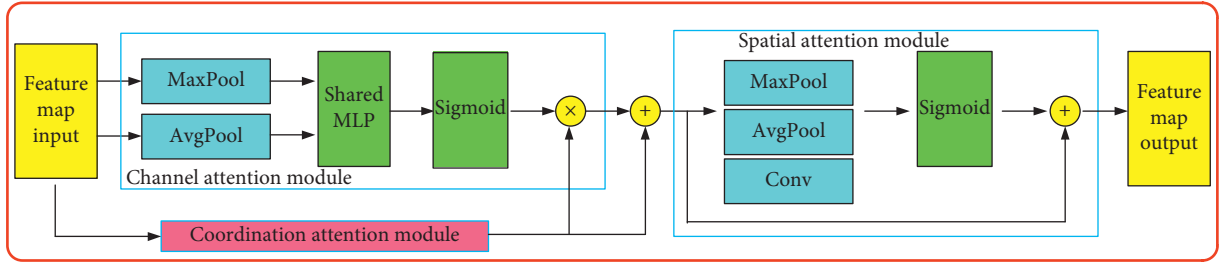 Feature
map
input
MaxPool
AvgPool
Shared
MLP
Sigmoid
×
+
Channel attention module
Coordination attention module
Spatial attention module
MaxPool
AvgPool
Conv
Sigmoid
+
Feature
map
output